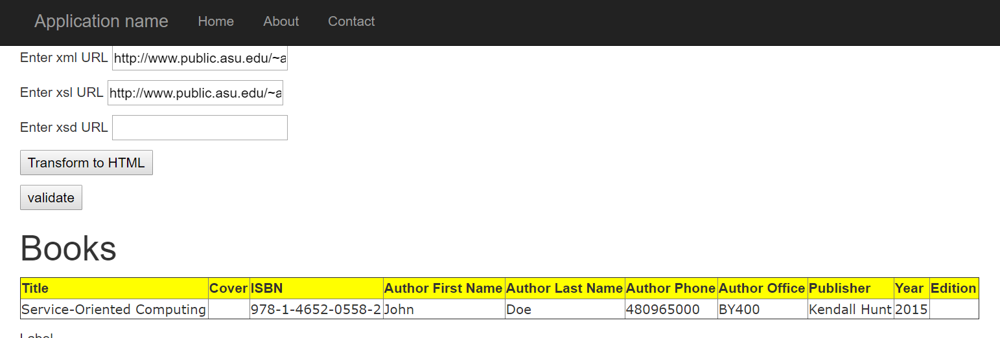 Application name Home About Contact
Enter xml URL http://www.public.asu.edu/~a
Enter xsl URL http://www.public.asu.edu/~a
Enter xsd URL
Transform to HTML
validate
Books
Title Cover ISBN Author First Name Author Last Name Author Phone Author Office Publisher Year Edition
Service-Oriented Computing 978-1-4652-0558-2 John Doe 480965000 BY400 Kendall Hunt 2015
Label